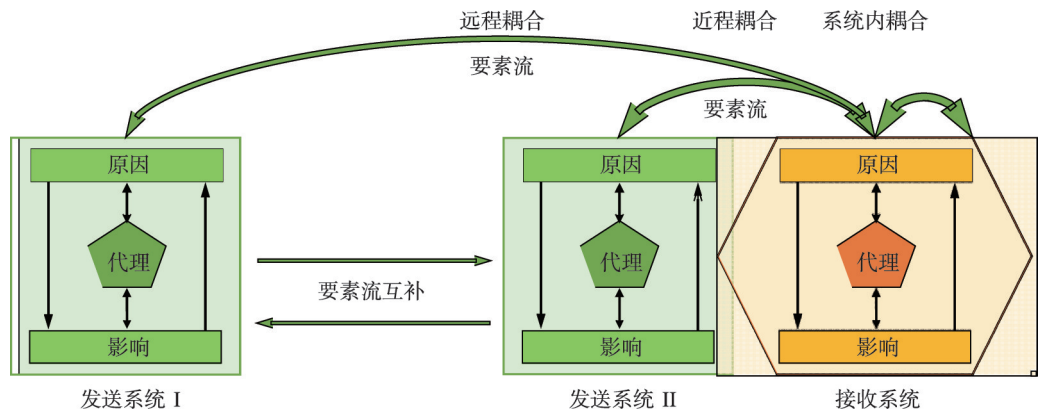 远程耦合
近程耦合
系统内耦合
要素流
要素流
原因
原因
原因
代理
代理
代理
要素流互补
影响
影响
影响
发送系统 I
发送系统 II
接收系统